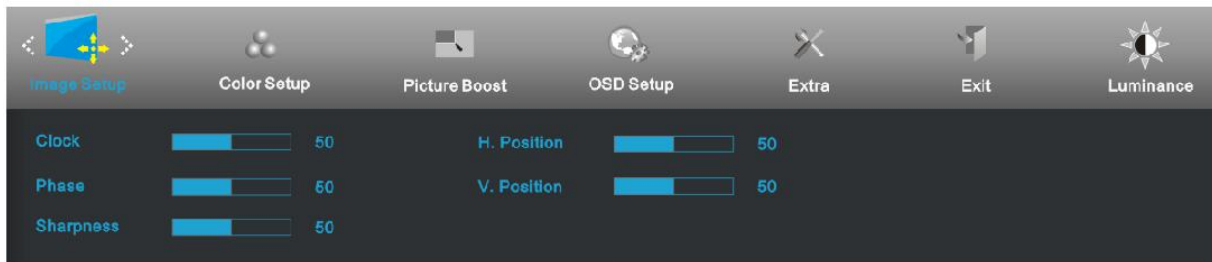 Image Setup Color Setup Picture Boost OSD Setup Extra Exit Luminance
Clock 50 H. Position 50
Phase 50 V. Position 50
Sharpness 50